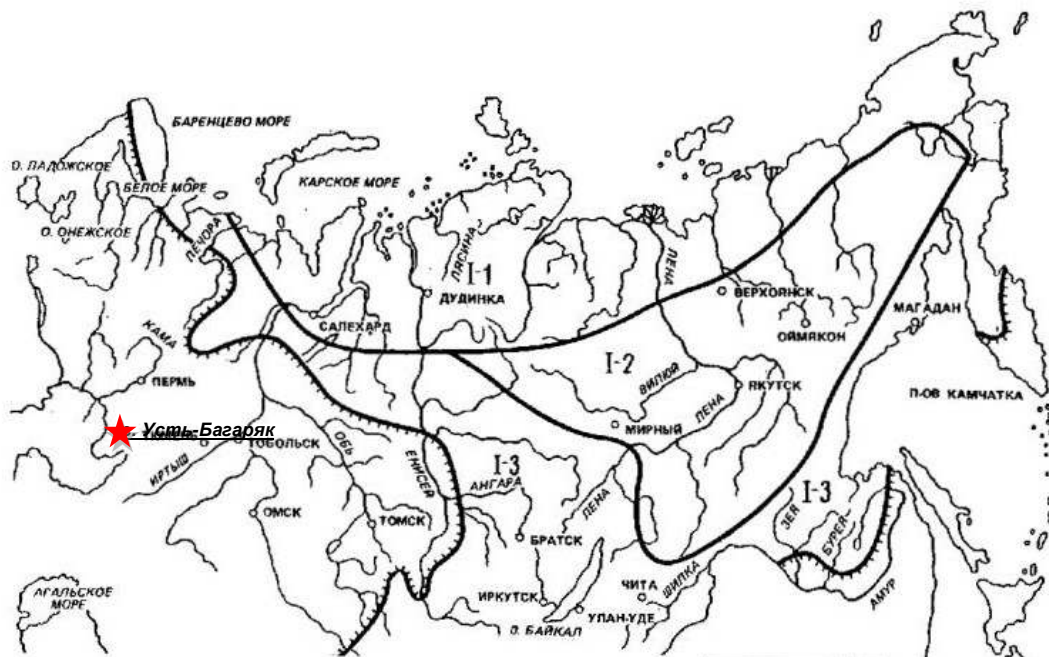 БАРЕНЦЕВО МОРЕ
О. ЛАДОЖСКОЕ
БЕЛОЕ МОРЕ
КАРСКОЕ МОРЕ
О. ОНЕЖСКОЕ
ПЕЧОРА
ПЯСИНА
I-1
ДУДИНКА
ЛЕНА
ВЕРХОЯНСК
МАГАДАН
ОЙМЯКОН
САЛЕХАРД
КАМА
ПЕРМЬ
I-2
ВИЛЮЙ
ЯКУТСК
П-ОВ КАМЧАТКА
ЛЕНА
МИРНЫЙ
Усть-Багаряк
ТОБОЛЬСК
ИРТЫШ
ОБЬ
ЕНИСЕЙ
I-3
АНГАРА
ЛЕНА
I-3
ЗЕЯ
БУРЕЯ
ОМСК
ТОМСК
БРАТСК
ЧИТА
ШИЛКА
АМУР
ИРКУТСК
УЛАН-УДЕ
О. БАЙКАЛ
АРАЛЬСКОЕ
МОРЕ